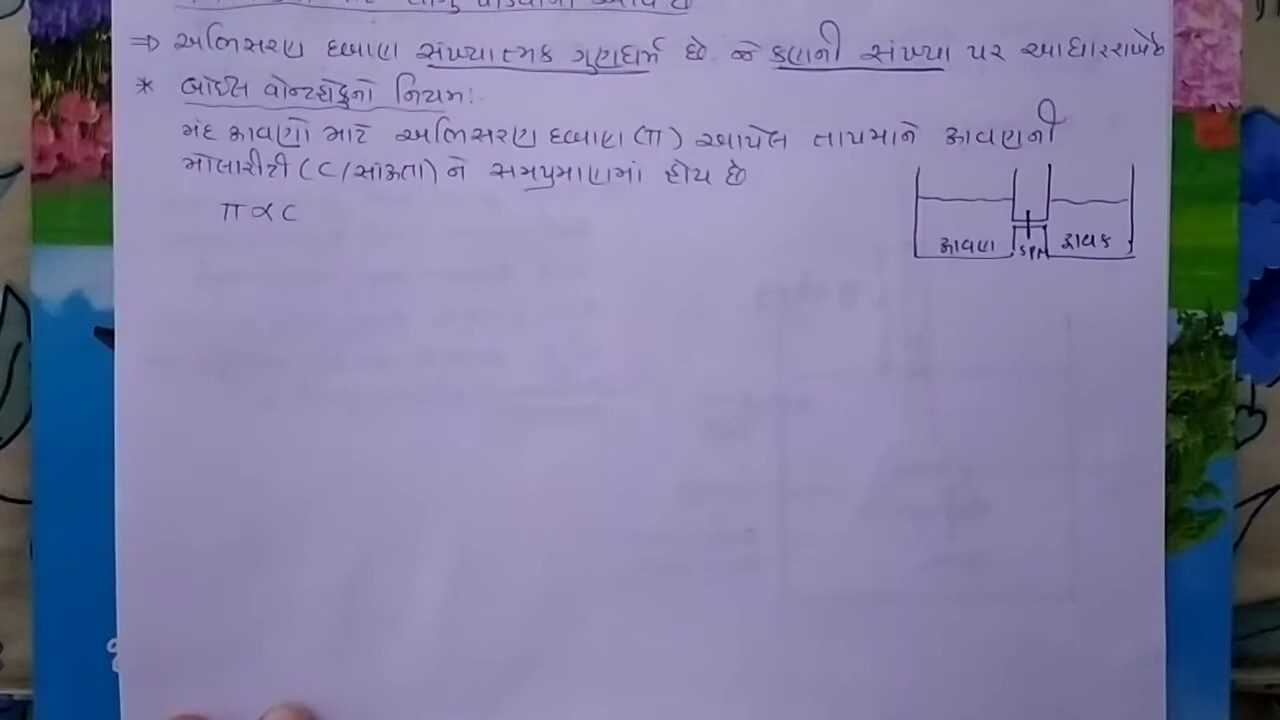 ⇒ અભિસરણ દબાણ સંખ્યાત્મક ગુણધર્મ છે જે કણની સંખ્યા પર આધાર રાખે છે
* બોઈલ વોન્ટહોફનો નિયમ:
મંદ દ્રાવણો માટે અભિસરણ દબાણ (π) આપેલ તાપમાને દ્રાવણની
મોલારીટી (C/સાંદ્રતા) ને સમપ્રમાણમાં હોય છે
π ∝ C
દ્રાવણ SPM દ્રાવક